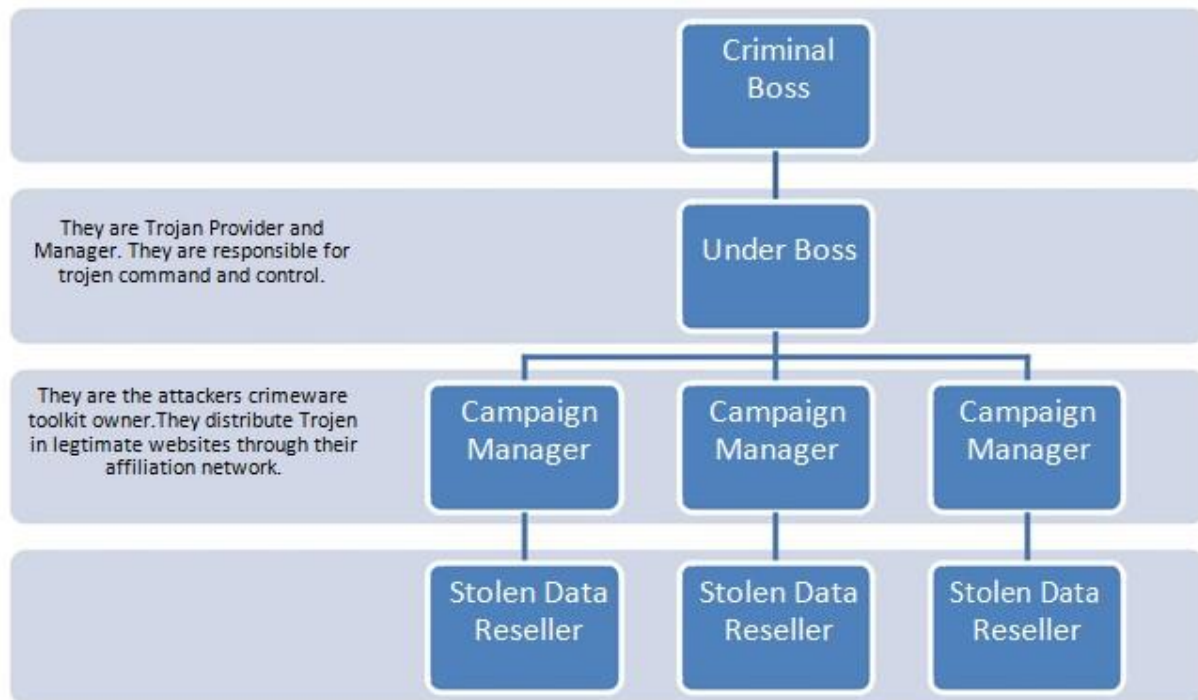 Criminal
Boss
They are Trojan Provider and
Manager. They are responsible for
trojen command and control.
Under Boss
They are the attackers crimeware
toolkit owner.They distribute Trojen
in legtimate websites through their
affiliation network.
Campaign
Manager
Campaign
Manager
Campaign
Manager
Stolen Data
Reseller
Stolen Data
Reseller
Stolen Data
Reseller